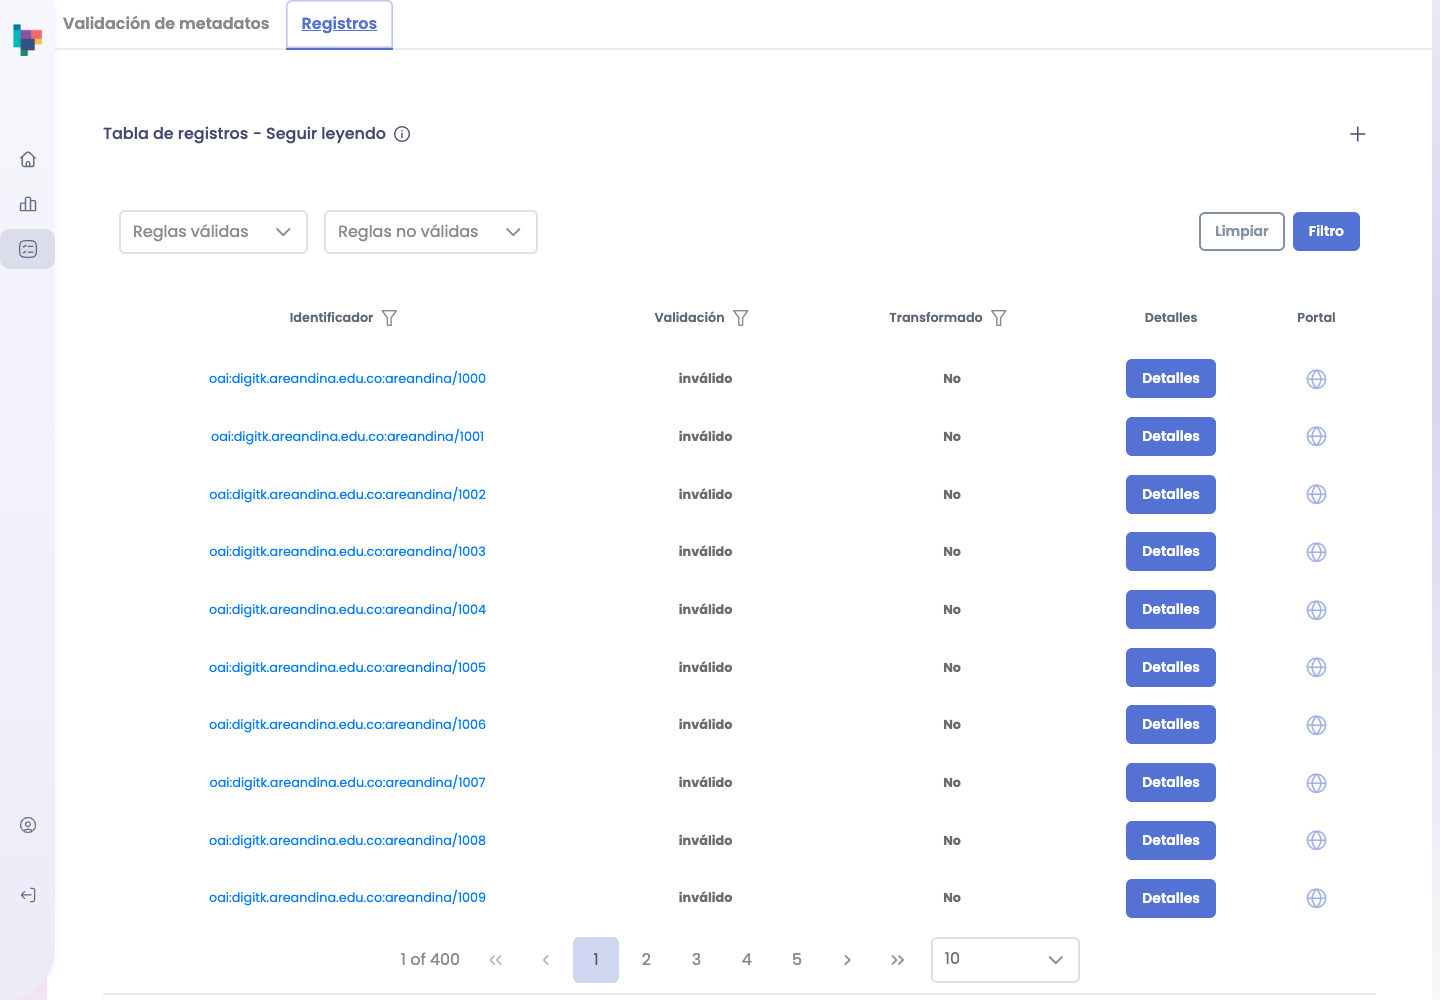 Validación de metadatos Registros
Tabla de registros - Seguir leyendo
Reglas válidas Reglas no válidas Limpiar Filtro
Identificador Validación Transformado Detalles Portal
oai:digitk.areandina.edu.co:areandina/1000 inválido No Detalles
oai:digitk.areandina.edu.co:areandina/1001 inválido No Detalles
oai:digitk.areandina.edu.co:areandina/1002 inválido No Detalles
oai:digitk.areandina.edu.co:areandina/1003 inválido No Detalles
oai:digitk.areandina.edu.co:areandina/1004 inválido No Detalles
oai:digitk.areandina.edu.co:areandina/1005 inválido No Detalles
oai:digitk.areandina.edu.co:areandina/1006 inválido No Detalles
oai:digitk.areandina.edu.co:areandina/1007 inválido No Detalles
oai:digitk.areandina.edu.co:areandina/1008 inválido No Detalles
oai:digitk.areandina.edu.co:areandina/1009 inválido No Detalles
1 of 400 « ‹ 1 2 3 4 5 › » 10